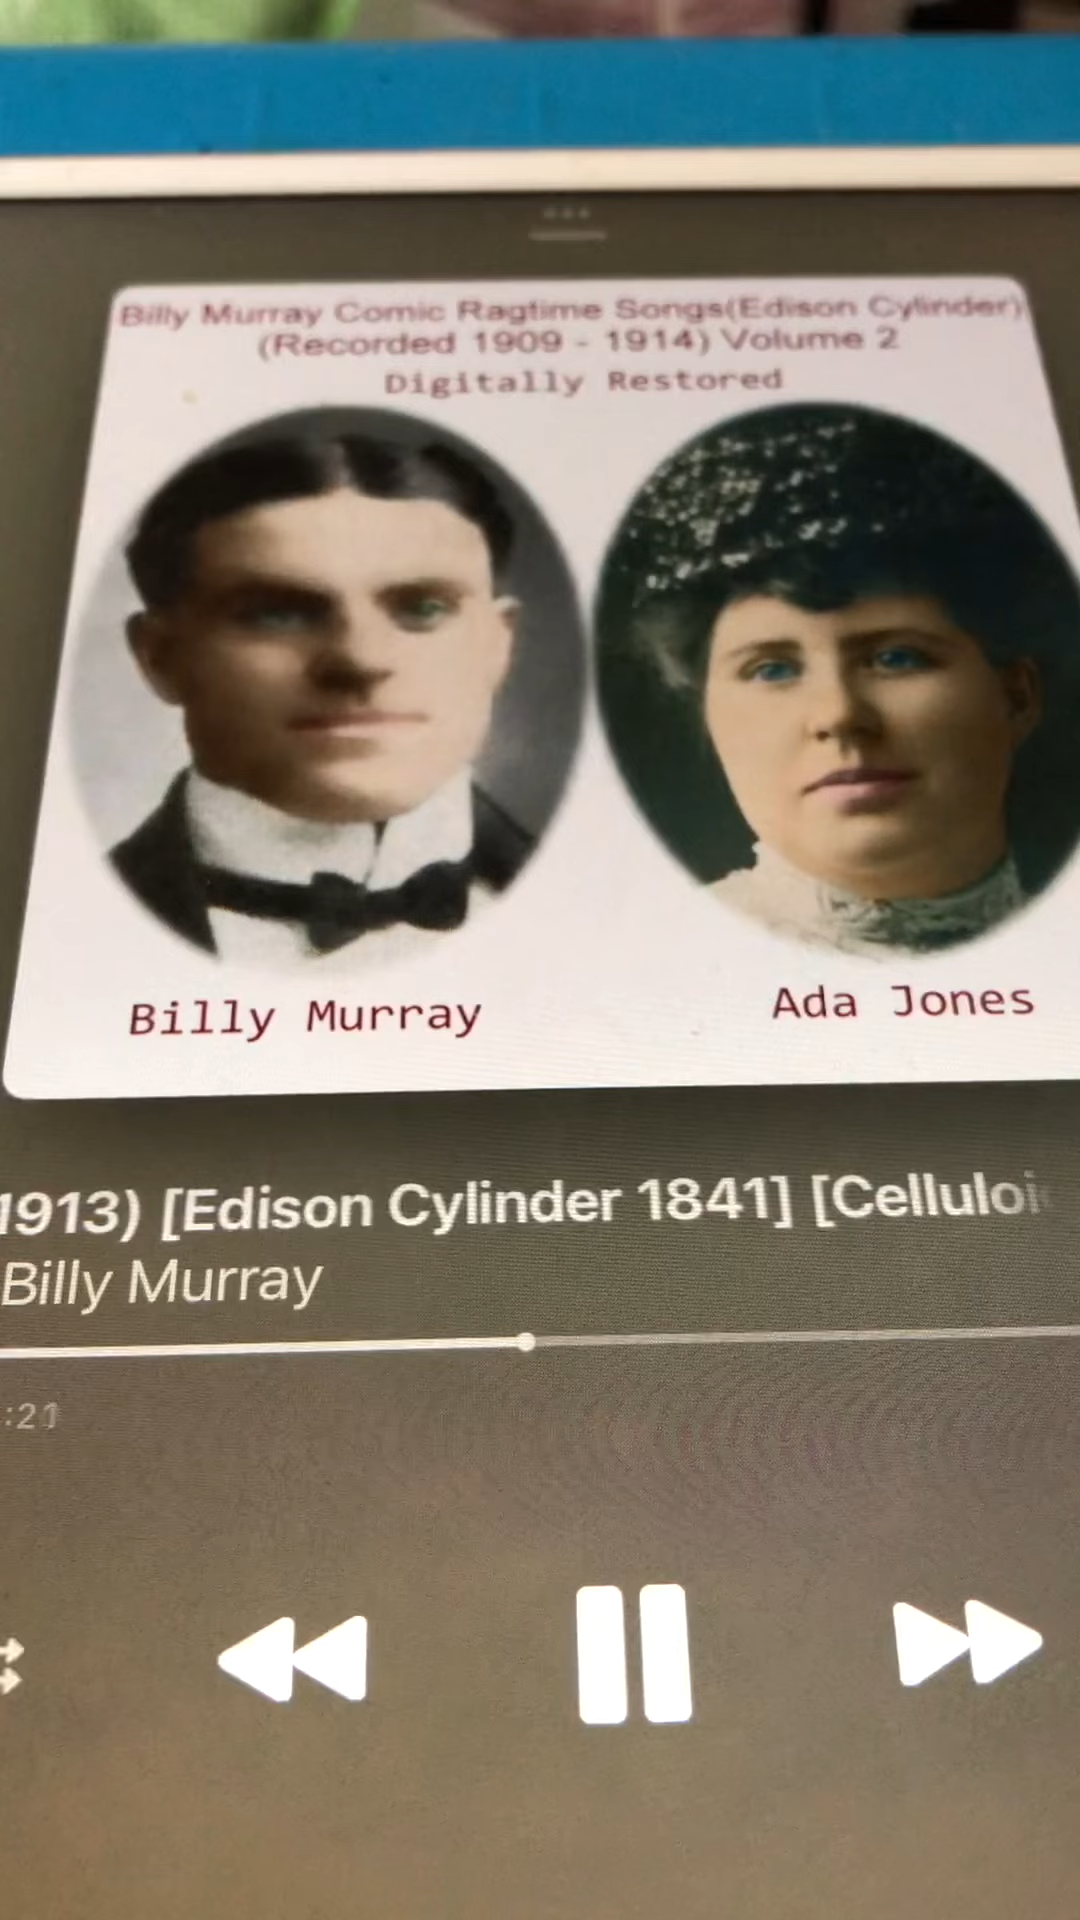 Billy Murray Comic Ragtime Songs(Edison Cylinder)
(Recorded 1909 - 1914) Volume 2
Digitally Restored
Billy Murray
Ada Jones
1913) [Edison Cylinder 1841] [Celluloi
Billy Murray
:21